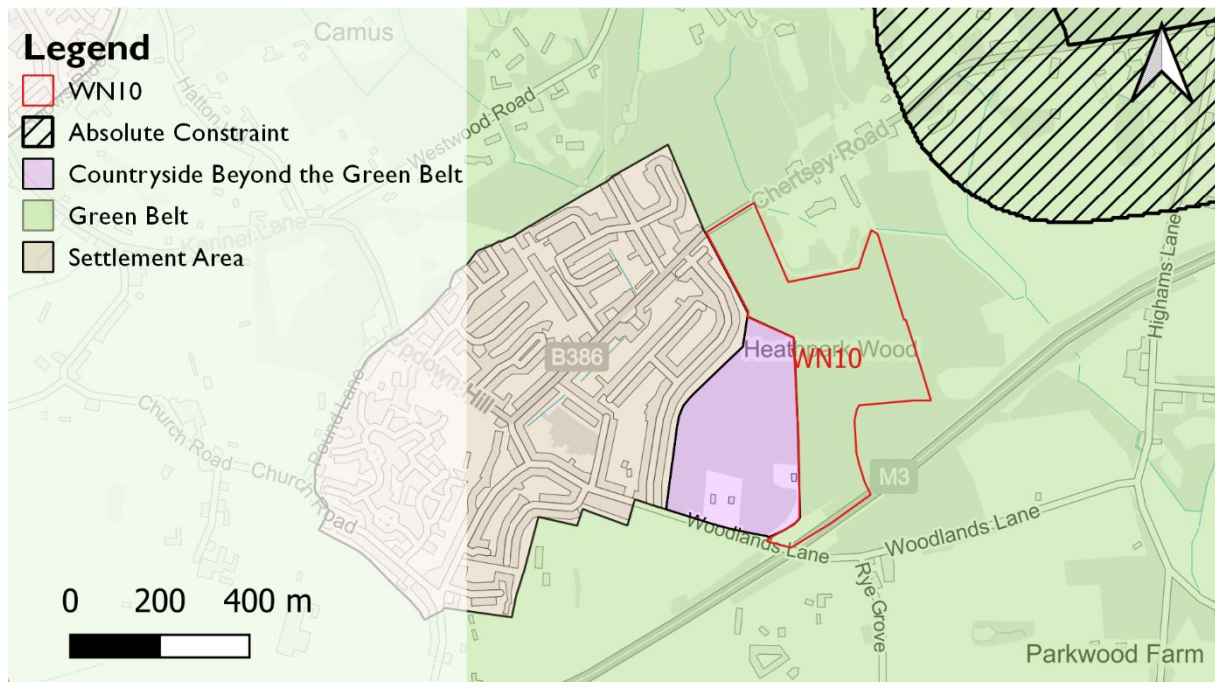 Legend
WN10
Absolute Constraint
Countryside Beyond the Green Belt
Green Belt
Settlement Area
Camus
Westwood Road
Chertsey Road
Kennel Lane
Highams Lane
B386
Heathpark Wood
WN10
Updown Hill
Pound Lane
Church Road
Church Road
M3
Woodlands Lane
Woodlands Lane
Rye Grove
Parkwood Farm
0 200 400 m